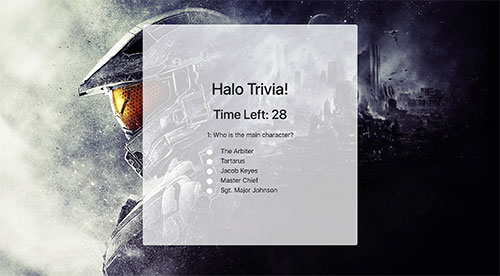 Halo Trivia!
Time Left: 28
1: Who is the main character?
The Arbiter
Tartarus
Jacob Keyes
Master Chief
Sgt. Major Johnson